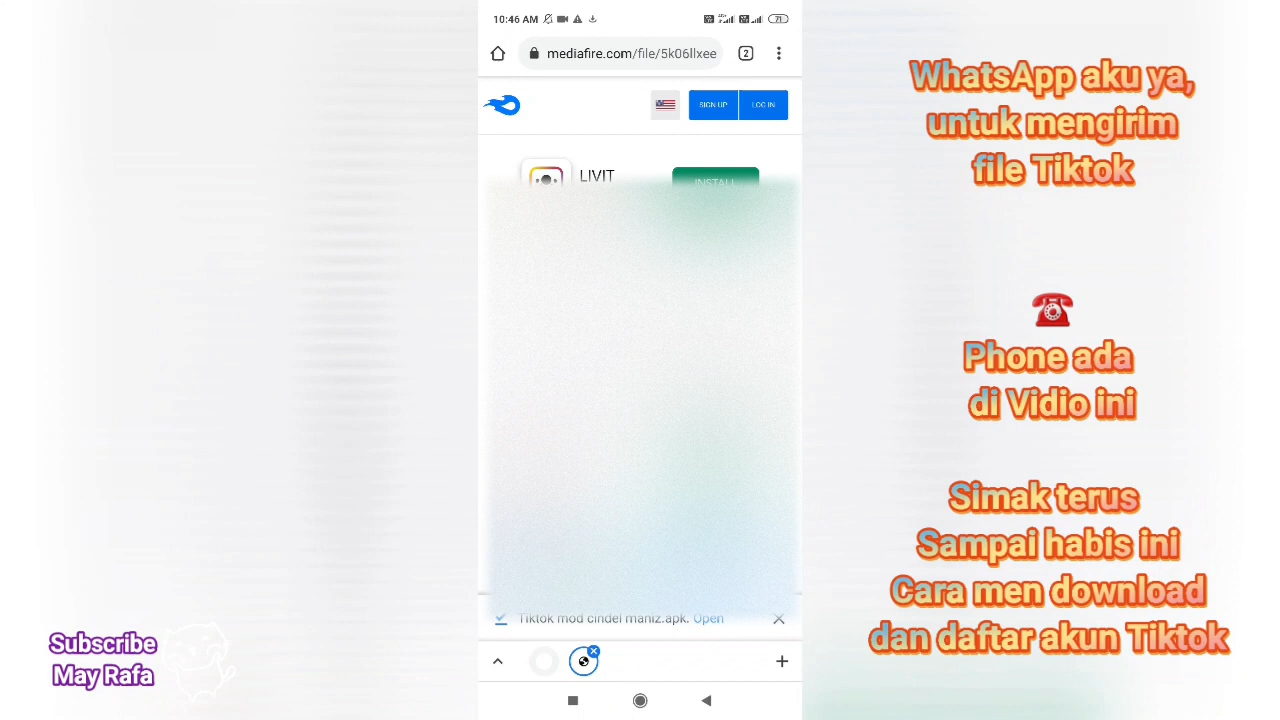 10:46 AM
71
mediafire.com/file/5k06llxee
2
SIGN UP
LOG IN
LIVIT
INSTALL
Tiktok mod cindel maniz.apk. Open
WhatsApp aku ya,
untuk mengirim
file Tiktok
Phone ada
di Vidio ini
Simak terus
Sampai habis ini
Cara men download
dan daftar akun Tiktok
Subscribe
May Rafa